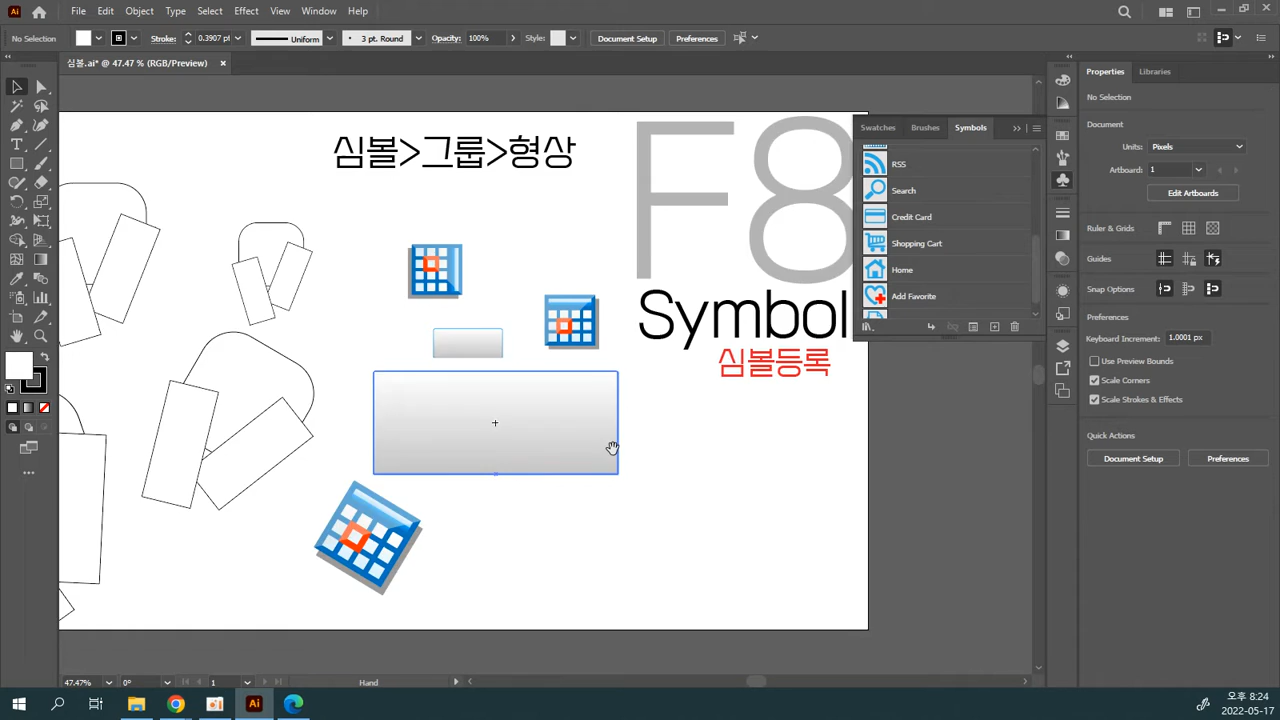 File Edit Object Type Select Effect View Window Help
No Selection Stroke: 0.3907 pt Uniform 3 pt. Round Opacity: 100% Style: Document Setup Preferences
심볼.ai* @ 47.47 % (RGB/Preview)
심볼>그룹>형상
F8
Symbol
심볼등록
Swatches Brushes Symbols
RSS
Search
Credit Card
Shopping Cart
Home
Add Favorite
Properties Libraries
No Selection
Document
Units: Pixels
Artboard: 1
Edit Artboards
Ruler & Grids
Guides
Snap Options
Preferences
Keyboard Increment: 1.0001 px
Use Preview Bounds
Scale Corners
Scale Strokes & Effects
Quick Actions
Document Setup Preferences
47.47% 0° 1 Hand
오후 8:24
2022-05-17